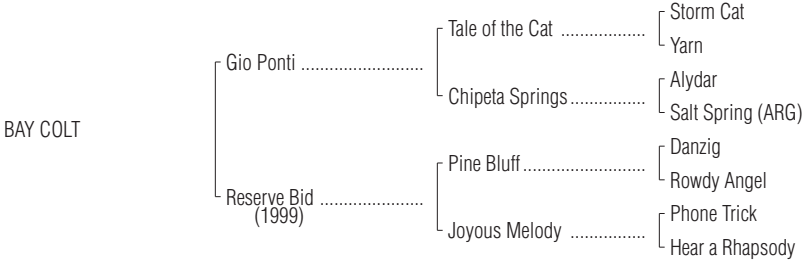 Storm Cat
Tale of the Cat ..................
Yarn
Gio Ponti ..........................
Alydar
Chipeta Springs................
Salt Spring (ARG)
BAY COLT
Danzig
Pine Bluff..........................
Rowdy Angel
Reserve Bid ......................
(1999)
Phone Trick
Joyous Melody ................
Hear a Rhapsody